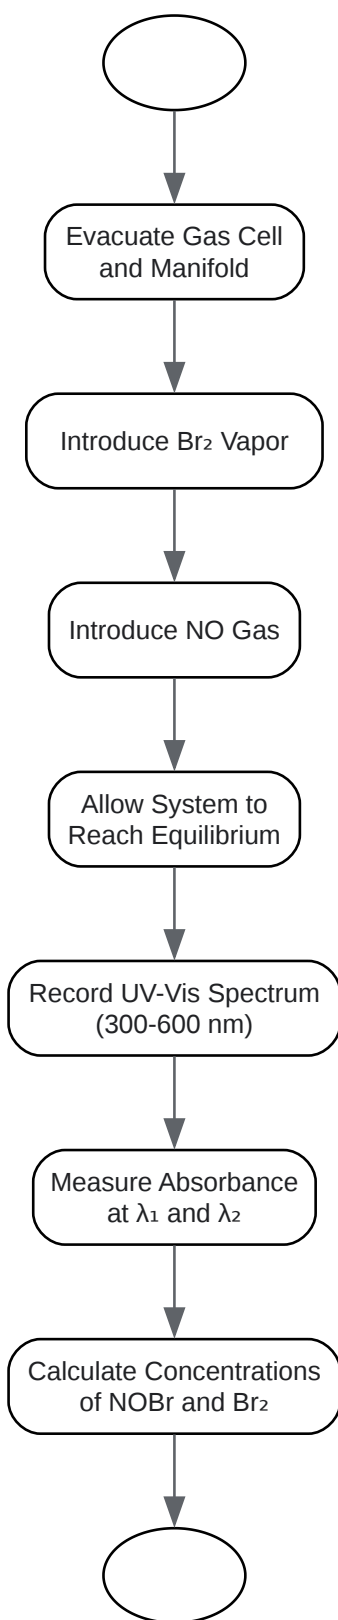 Evacuate Gas Cell
and Manifold
Introduce Br₂ Vapor
Introduce NO Gas
Allow System to
Reach Equilibrium
Record UV-Vis Spectrum
(300-600 nm)
Measure Absorbance
at λ₁ and λ₂
Calculate Concentrations
of NOBr and Br₂